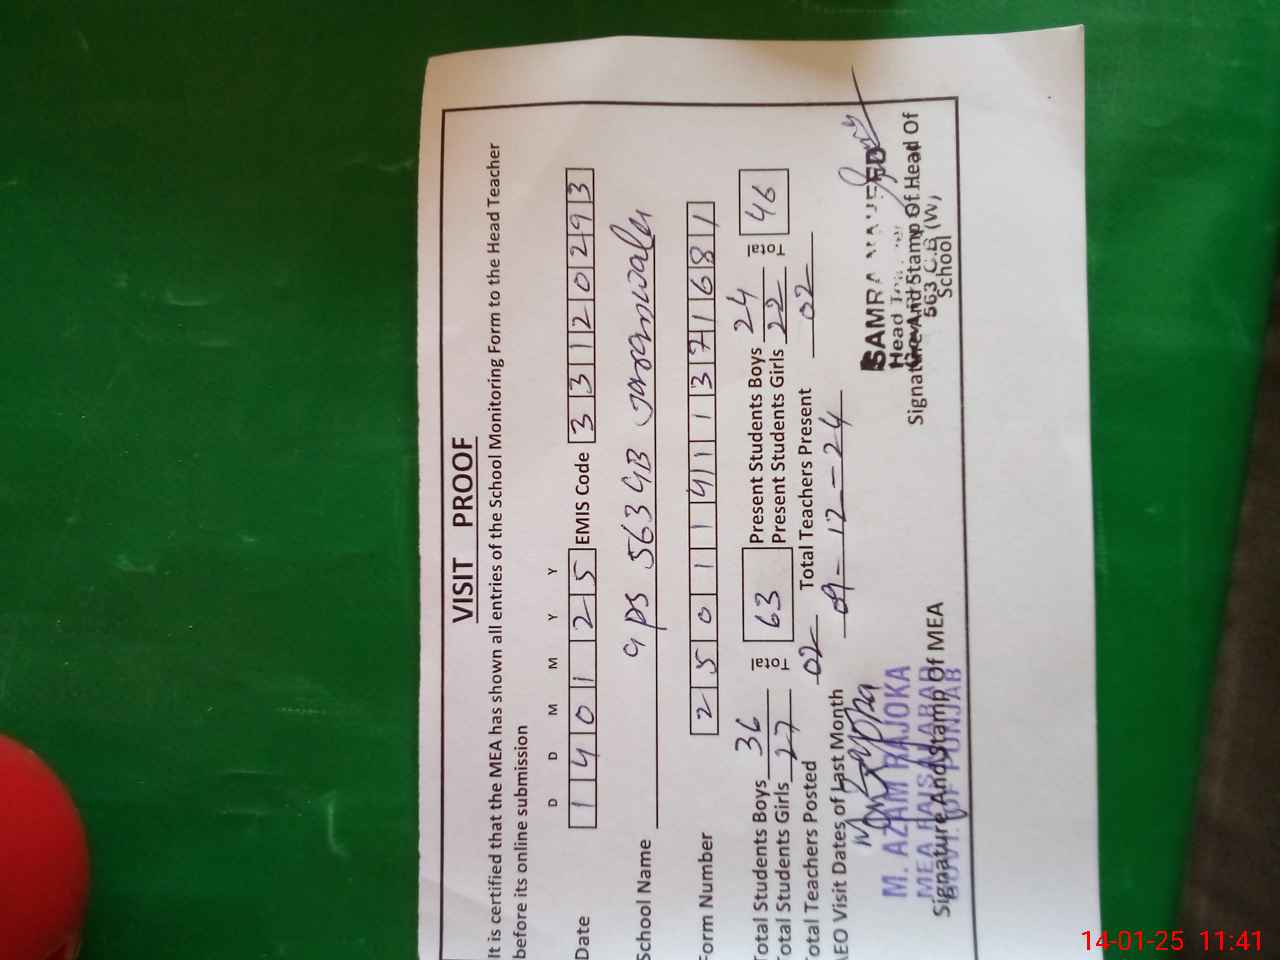 VISIT PROOF
It is certified that the MEA has shown all entries of the School Monitoring Form to the Head Teacher
before its online submission
D D M M Y Y
Date 1 4 0 1 2 5 EMIS Code 3 3 1 2 0 2 9 3
School Name GPS 563 GB Jaranwala
Form Number 2 5 0 1 1 4 1 1 3 7 1 6 8 1
Total Students Boys 36 Total 63 Present Students Boys 24 Total 46
Total Students Girls 27 Present Students Girls 22
Total Teachers Posted 02 Total Teachers Present 02
AEO Visit Dates of Last Month 09-12-24
M. AZAM RAJOKA
MEA FAISALABAD
GOVT. OF PUNJAB
Signature And Stamp Of MEA
SAMRA
Head
Signature And Stamp Of Head Of
563 G.B (W)
School
14-01-25 11:41